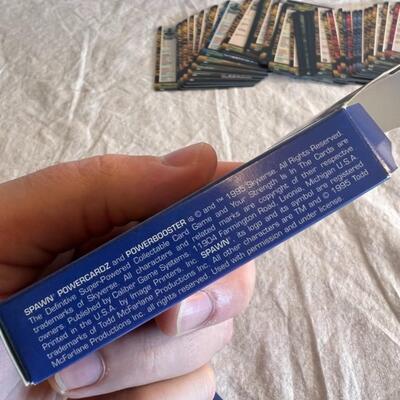 SPAWN® POWERCARDZ and POWERBOOSTER is © and ™ 1995 Skyverse. All Rights Reserved.
The Definitive Super-Powered Collectable Card Game and Your Strength Is In The Cards are
trademarks of Skyverse. All characters and related marks are copyright of their respective
owners. Published by Caliber Game Systems, 11904 Farmington Road, Livonia, Michigan U.S.A.
Printed in the U.S.A. by Image Printers, Inc. SPAWN®, its logo and its symbol are registered
trademarks of Todd McFarlane Productions Inc. All other characters are TM and © 1995 Todd
McFarlane Productions Inc. all rights reserved. Used with permission and under license.